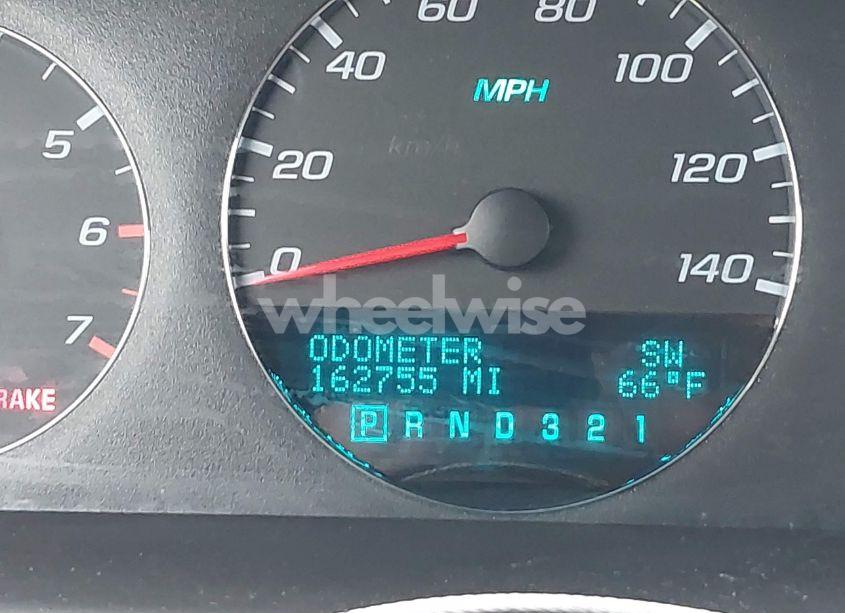 60 80
40 100
MPH
5
km/h
20 120
6
0 140
wheelwise
7
ODOMETER SW
162755 MI 66°F
RAKE
P R N D 3 2 1